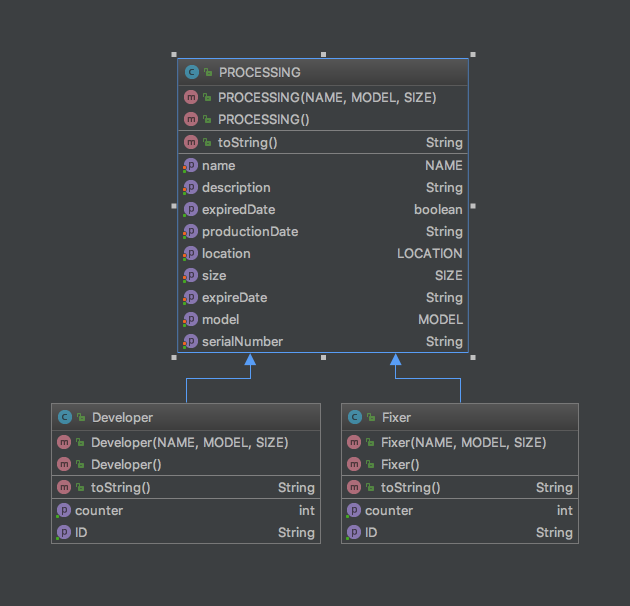 C PROCESSING
m PROCESSING(NAME, MODEL, SIZE)
m PROCESSING()
m toString() String
p name NAME
p description String
p expiredDate boolean
p productionDate String
p location LOCATION
p size SIZE
p expireDate String
p model MODEL
p serialNumber String
C Developer
m Developer(NAME, MODEL, SIZE)
m Developer()
m toString() String
p counter int
p ID String
C Fixer
m Fixer(NAME, MODEL, SIZE)
m Fixer()
m toString() String
p counter int
p ID String